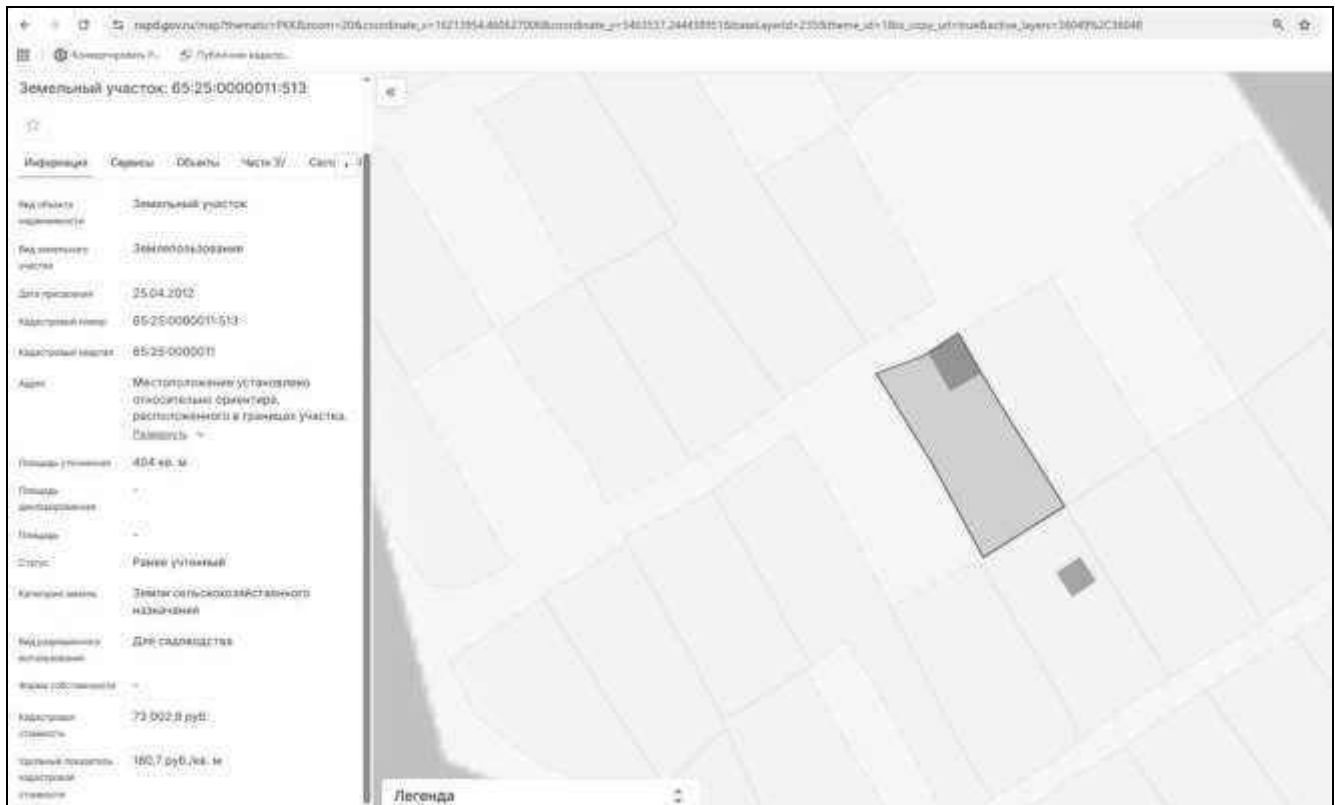 Земельный участок: 65:25:0000011:513
Информация Сервисы Объекты Части ЗУ
Вид объекта недвижимости Земельный участок
Вид земельного участка Землепользование
Дата присвоения 25.04.2012
Кадастровый номер 65:25:0000011:513
Кадастровый квартал 65:25:0000011
Адрес Местоположение установлено
относительно ориентира,
расположенного в границах участка.
Развернуть
Площадь уточненная 404 кв. м
Площадь декларированная -
Площадь -
Статус Ранее учтенный
Категория земель Земли сельскохозяйственного
назначения
Вид разрешенного использования Для садоводства
Форма собственности -
Кадастровая стоимость 73 002,8 руб.
Удельный показатель кадастровой стоимости 180,7 руб./кв. м
Легенда